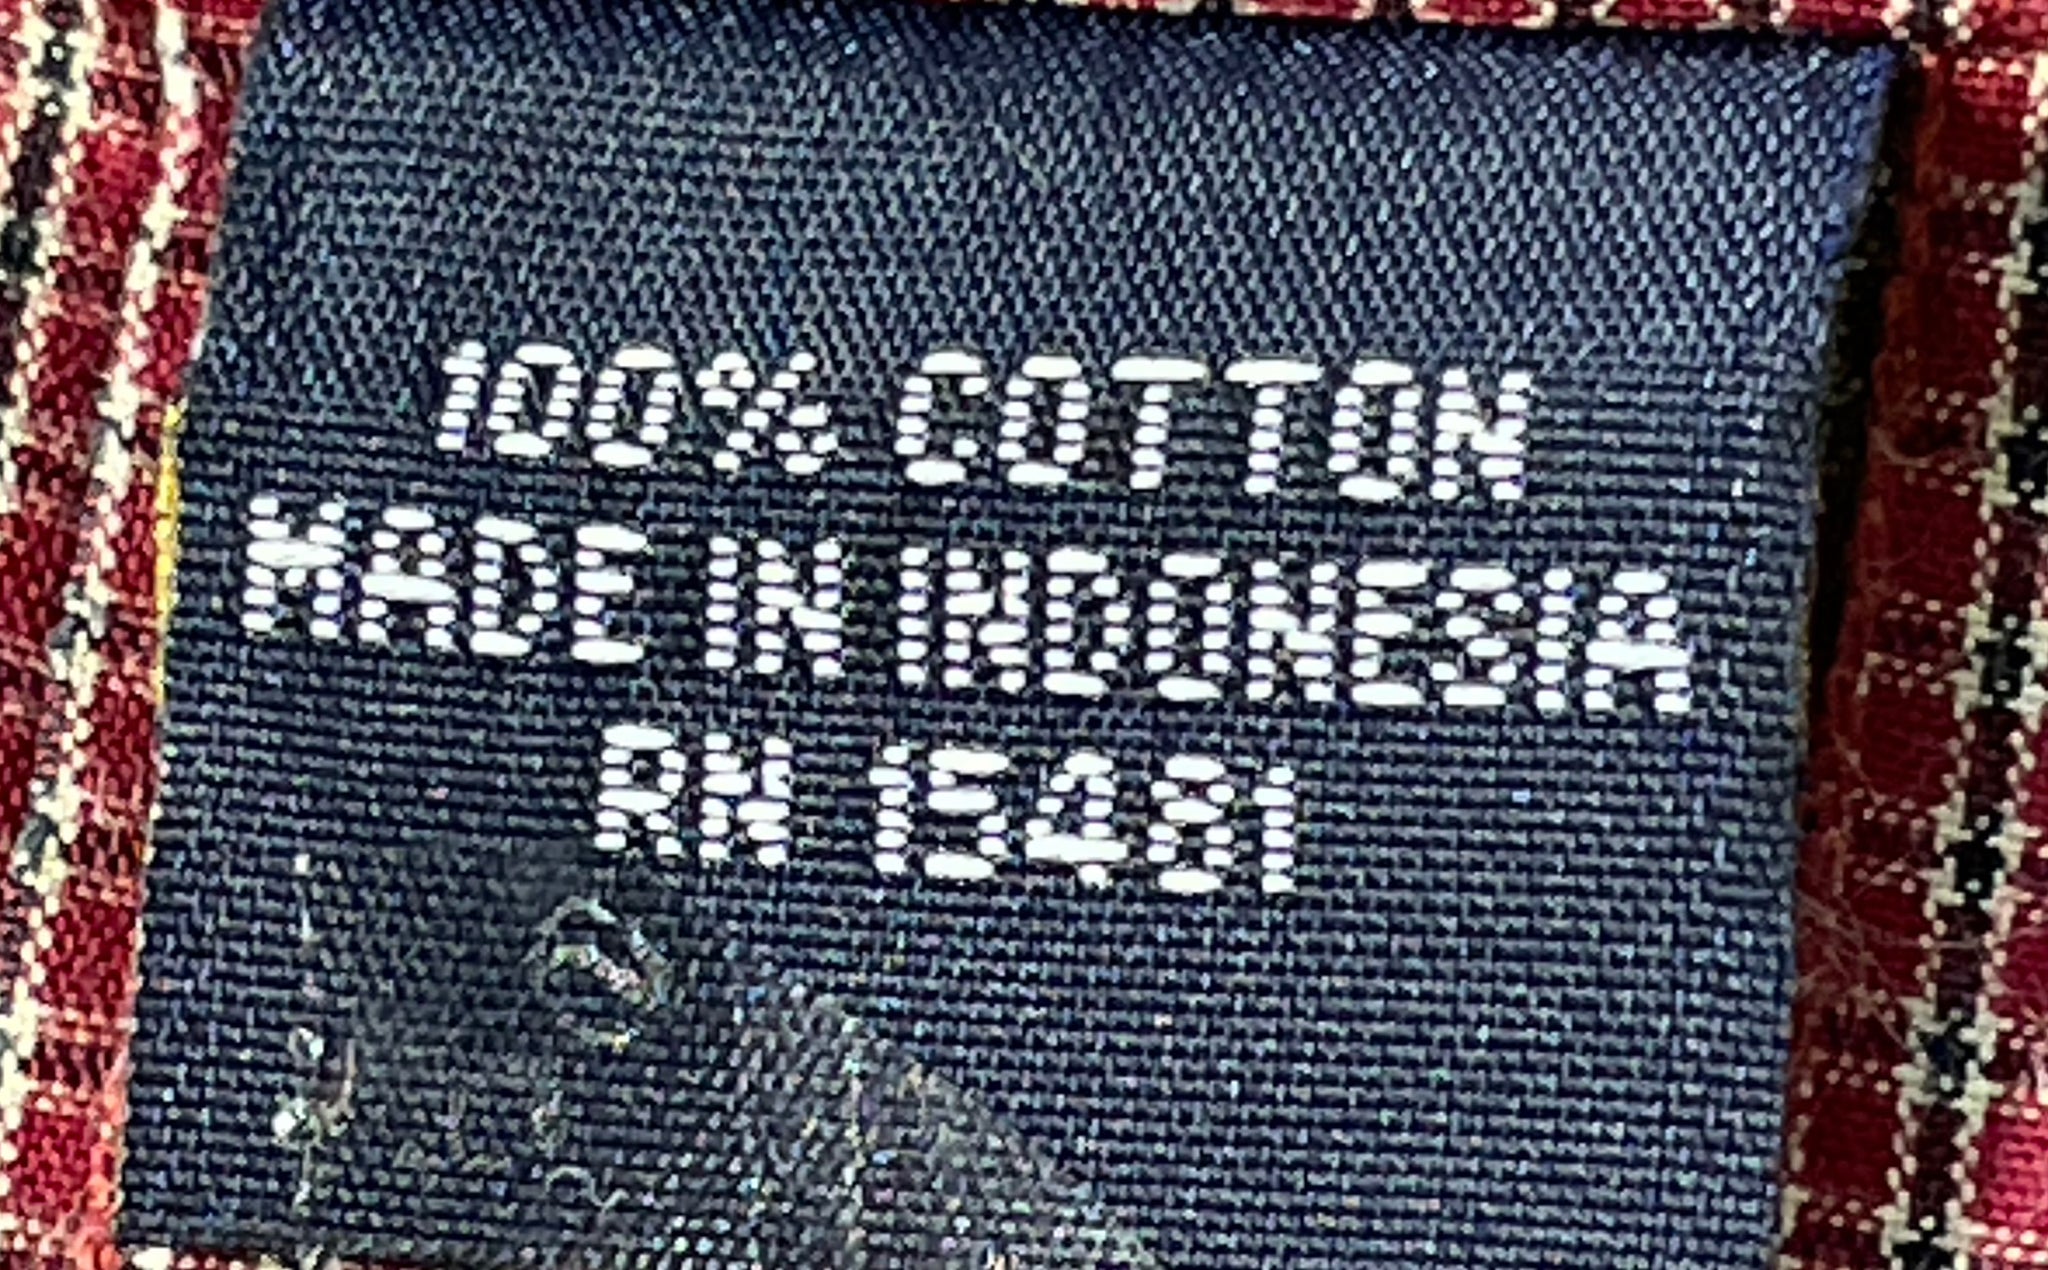 100% COTTON
MADE IN INDONESIA
RN 15481